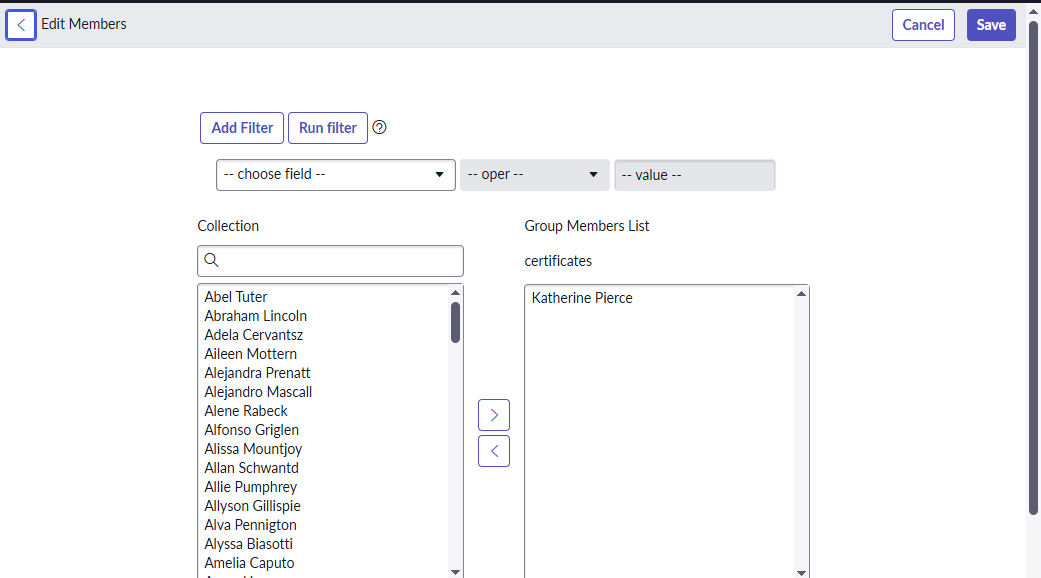 Edit Members
Cancel
Save
Add Filter
Run filter
-- choose field --
-- oper --
-- value --
Collection
Group Members List
certificates
Abel Tuter
Abraham Lincoln
Adela Cervantsz
Aileen Mottern
Alejandra Prenatt
Alejandro Mascall
Alene Rabeck
Alfonso Griglen
Alissa Mountjoy
Allan Schwantd
Allie Pumphrey
Allyson Gillispie
Alva Pennigton
Alyssa Biasotti
Amelia Caputo
Katherine Pierce